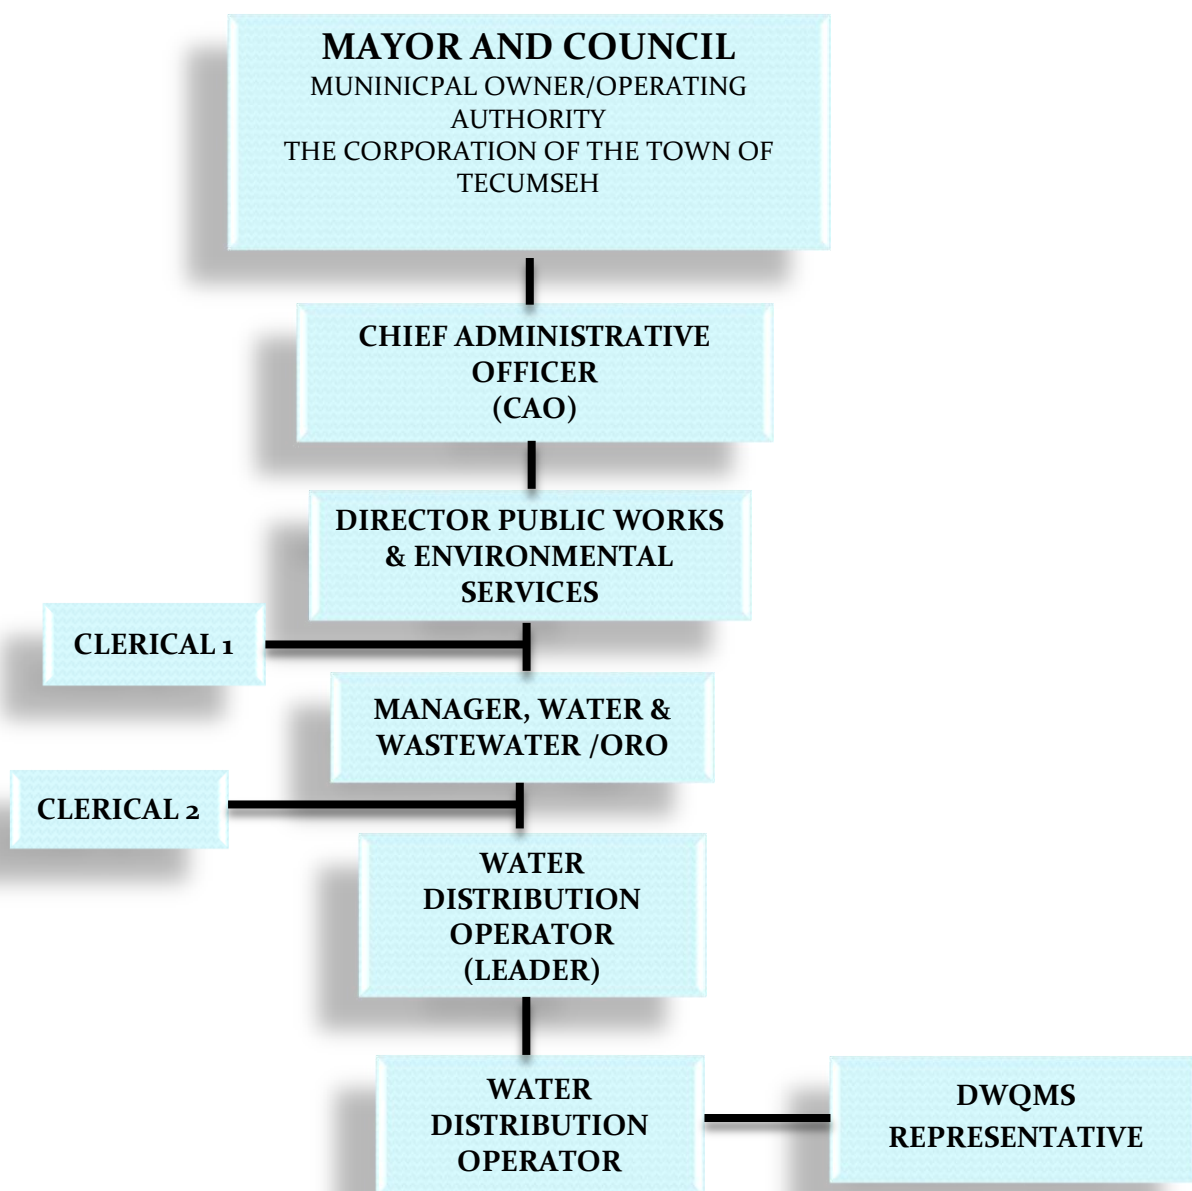 MAYOR AND COUNCIL
MUNINICPAL OWNER/OPERATING
AUTHORITY
THE CORPORATION OF THE TOWN OF
TECUMSEH
CHIEF ADMINISTRATIVE
OFFICER
(CAO)
DIRECTOR PUBLIC WORKS
& ENVIRONMENTAL
SERVICES
CLERICAL 1
MANAGER, WATER &
WASTEWATER /ORO
CLERICAL 2
WATER
DISTRIBUTION
OPERATOR
(LEADER)
WATER
DISTRIBUTION
OPERATOR
DWQMS
REPRESENTATIVE